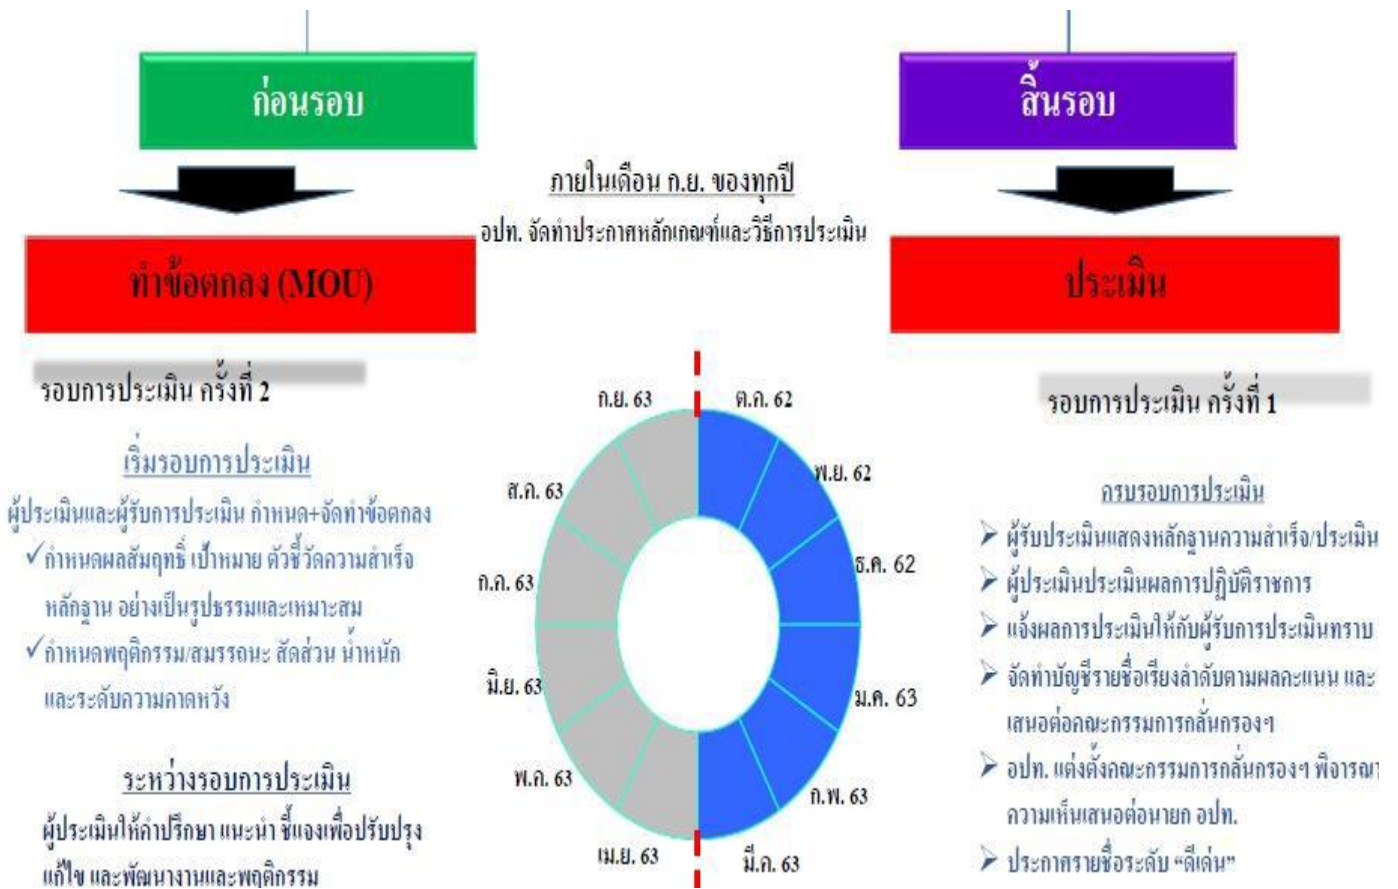 ก่อนรอบ
สิ้นรอบ
ภายในเดือน ก.ย. ของทุกปี
อปท. จัดทำประกาศหลักเกณฑ์และวิธีการประเมิน
ทำข้อตกลง (MOU)
ประเมิน
รอบการประเมิน ครั้งที่ 2
เริ่มรอบการประเมิน
ผู้ประเมินและผู้รับการประเมิน กำหนด+จัดทำข้อตกลง
✓กำหนดผลสัมฤทธิ์ เป้าหมาย ตัวชี้วัดความสำเร็จ
หลักฐาน อย่างเป็นรูปธรรมและเหมาะสม
✓กำหนดพฤติกรรม/สมรรถนะ สัดส่วน น้ำหนัก
และระดับความคาดหวัง
ระหว่างรอบการประเมิน
ผู้ประเมินให้คำปรึกษา แนะนำ ชี้แจงเพื่อปรับปรุง
แก้ไข และพัฒนางานและพฤติกรรม
ก.ย. 63
ต.ค. 62
ส.ค. 63
พ.ย. 62
ก.ค. 63
ธ.ค. 62
มิ.ย. 63
ม.ค. 63
พ.ค. 63
ก.พ. 63
เม.ย. 63
มี.ค. 63
รอบการประเมิน ครั้งที่ 1
ครบรอบการประเมิน
➢ ผู้รับประเมินแสดงหลักฐานความสำเร็จ/ประเมิน
➢ ผู้ประเมินประเมินผลการปฏิบัติราชการ
➢ แจ้งผลการประเมินให้กับผู้รับการประเมินทราบ
➢ จัดทำบัญชีรายชื่อเรียงลำดับตามผลคะแนน และ
เสนอต่อคณะกรรมการกลั่นกรองฯ
➢ อปท. แต่งตั้งคณะกรรมการกลั่นกรองฯ พิจารณา
ความเห็นเสนอต่อนายก อปท.
➢ ประกาศรายชื่อระดับ “ดีเด่น”